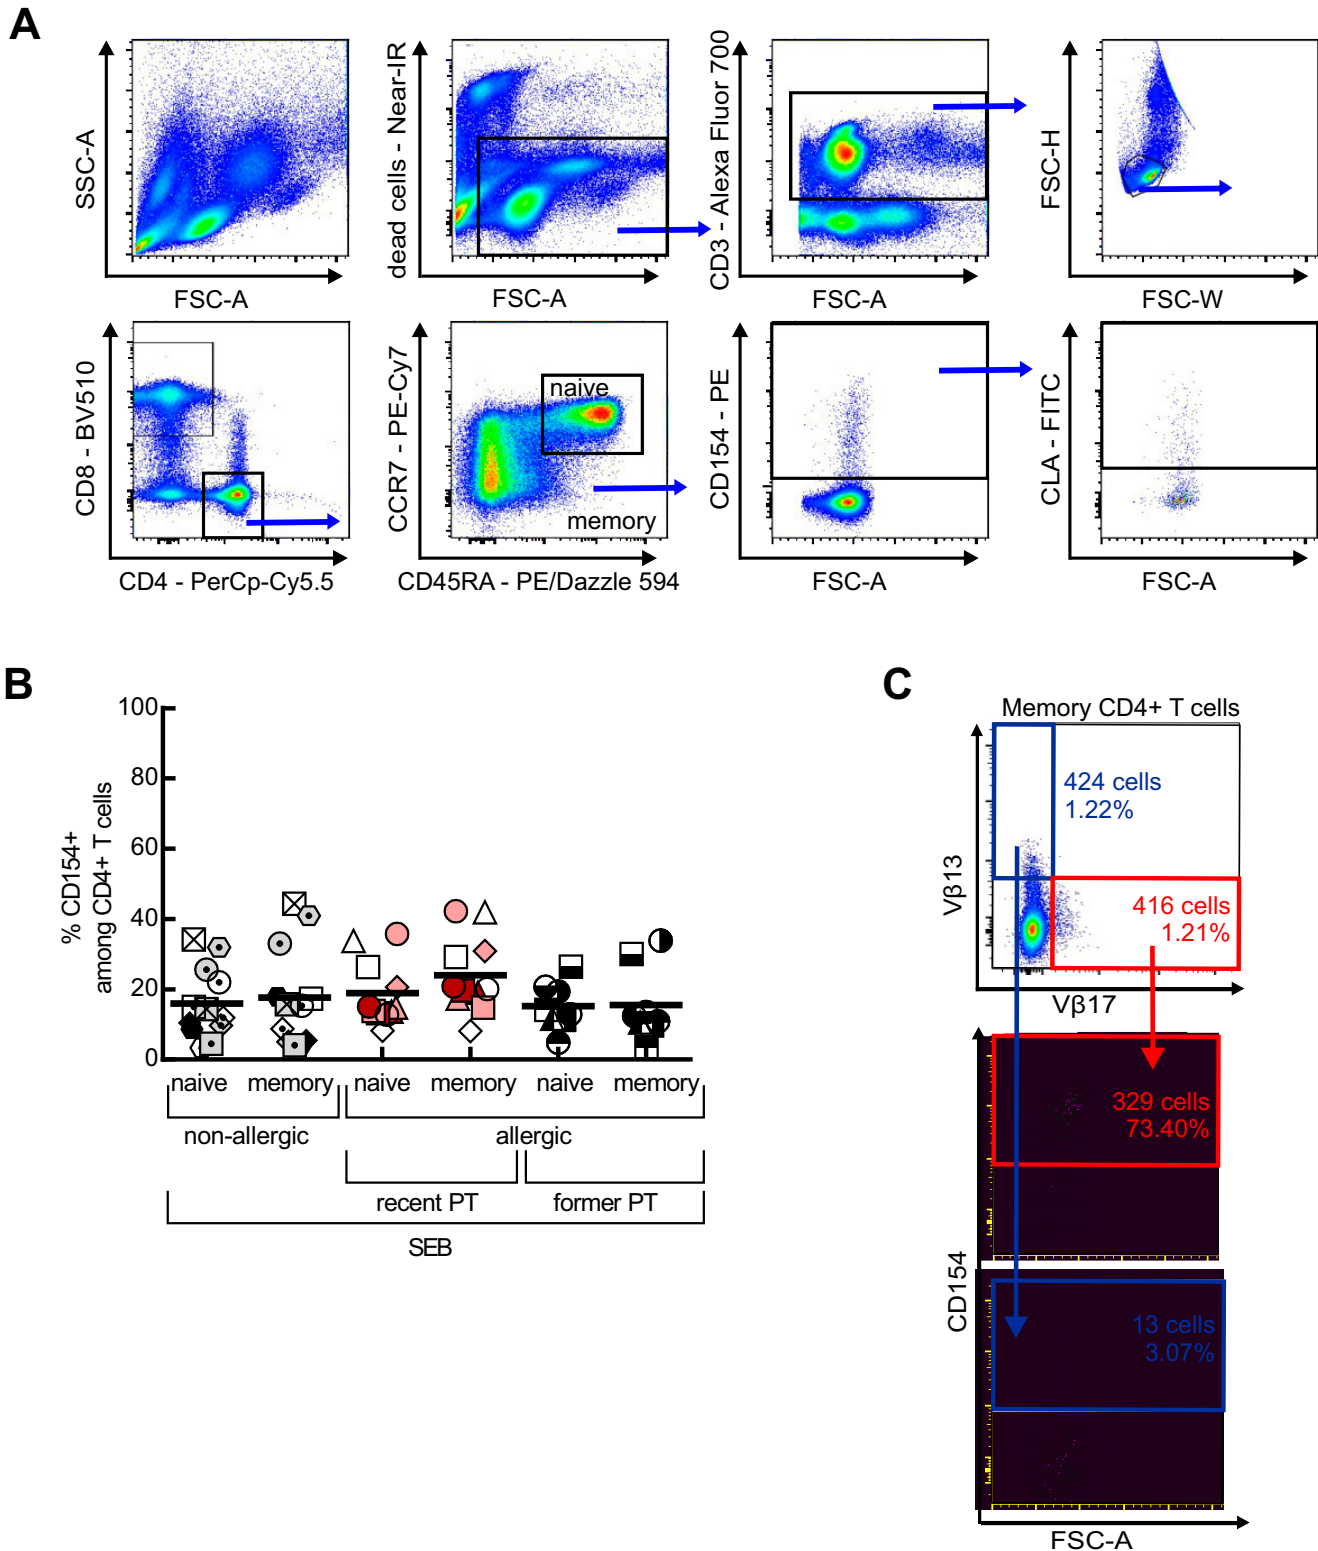 A
SSC-A
FSC-A
dead cells - Near-IR
FSC-A
CD3 - Alexa Fluor 700
FSC-A
FSC-H
FSC-W
CD8 - BV510
CD4 - PerCp-Cy5.5
CCR7 - PE-Cy7
naive
memory
CD45RA - PE/Dazzle 594
CD154 - PE
FSC-A
CLA - FITC
FSC-A
B
% CD154+
among CD4+ T cells
100
80
60
40
20
0
naive memory naive memory naive memory
non-allergic allergic
recent PT former PT
SEB
C
Memory CD4+ T cells
Vβ13
424 cells
1.22%
416 cells
1.21%
Vβ17
329 cells
73.40%
CD154
13 cells
3.07%
FSC-A